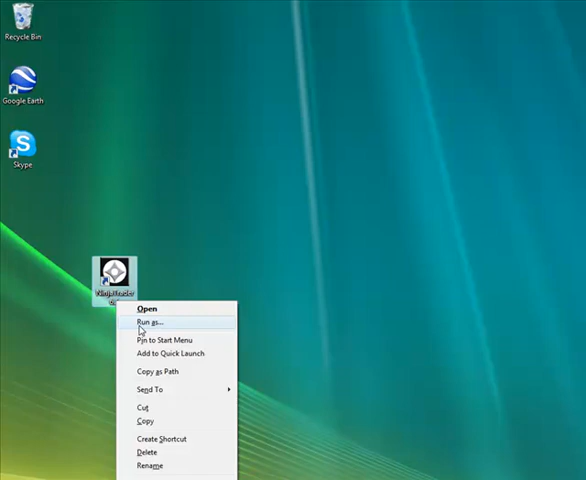 Recycle Bin
Google Earth
Skype
NinjaTrader
Open
Run as...
Pin to Start Menu
Add to Quick Launch
Copy as Path
Send To
Cut
Copy
Create Shortcut
Delete
Rename